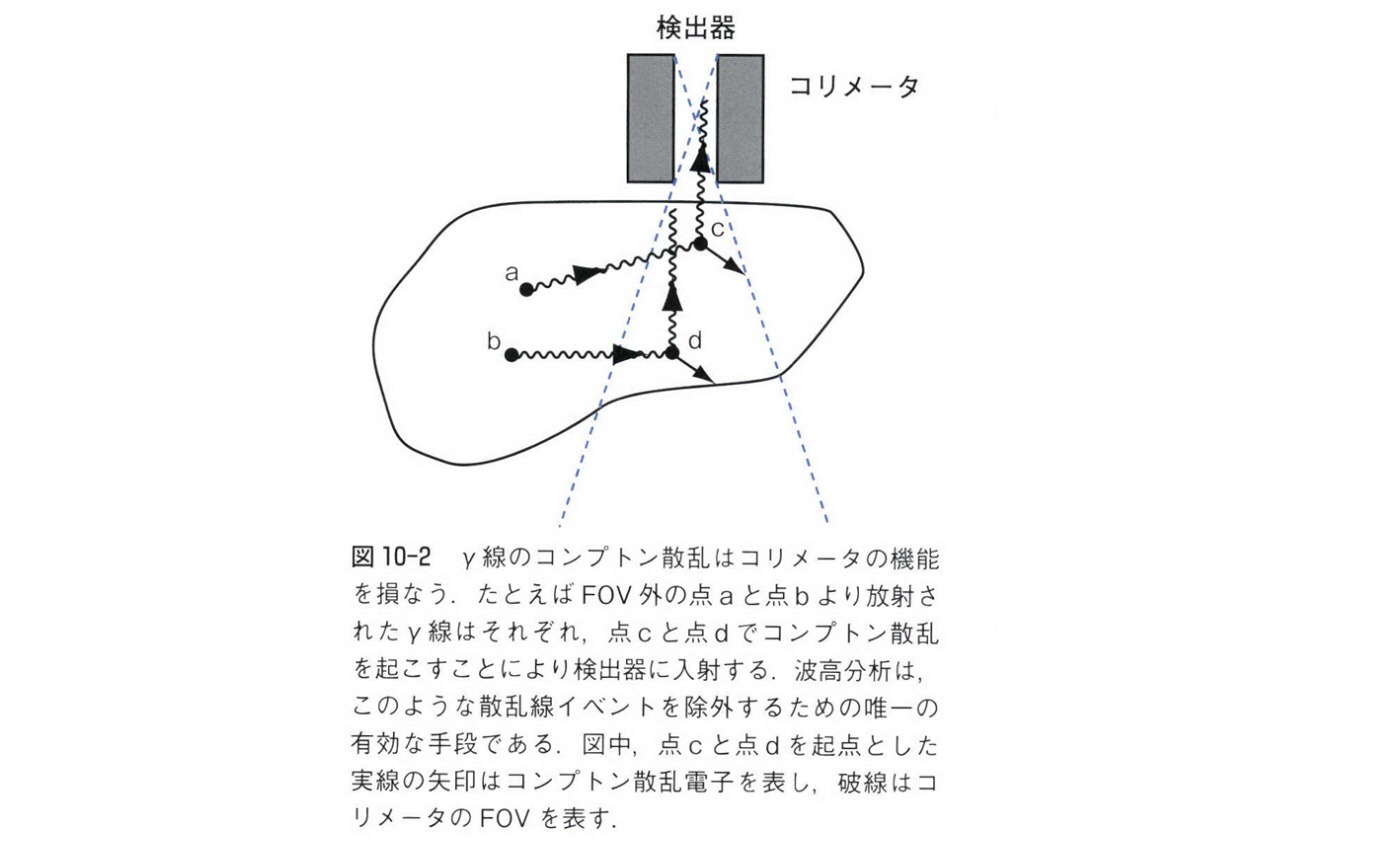 検出器
コリメータ
c
a
b
d
図 10-2 γ線のコンプトン散乱はコリメータの機能
を損なう．たとえば FOV 外の点 a と点 b より放射さ
れた γ 線はそれぞれ，点 c と点 d でコンプトン散乱
を起こすことにより検出器に入射する．波高分析は，
このような散乱線イベントを除外するための唯一の
有効な手段である．図中，点 c と点 d を起点とした
実線の矢印はコンプトン散乱電子を表し，破線はコ
リメータの FOV を表す．